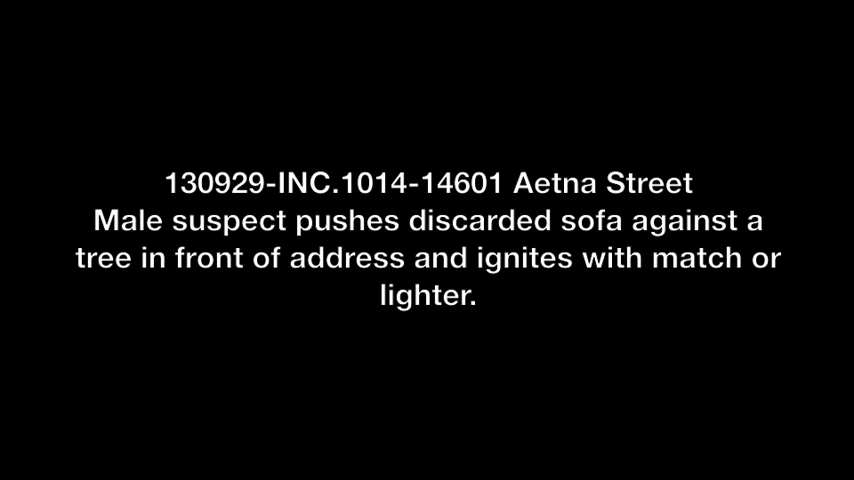 130929-INC.1014-14601 Aetna Street
Male suspect pushes discarded sofa against a
tree in front of address and ignites with match or
lighter.